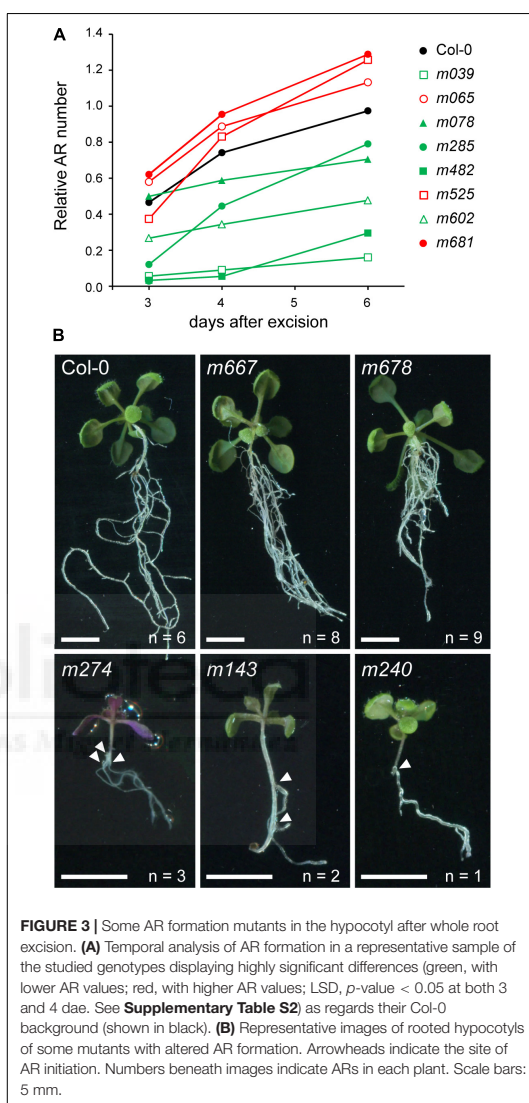 A
1.4
1.2
1.0
0.8
0.6
0.4
0.2
0.0
Relative AR number
3
4
5
6
days after excision
Col-0
m039
m065
m078
m285
m482
m525
m602
m681
B
Col-0
n = 6
m667
n = 8
m678
n = 9
m274
n = 3
m143
n = 2
m240
n = 1
FIGURE 3 | Some AR formation mutants in the hypocotyl after whole root
excision. (A) Temporal analysis of AR formation in a representative sample of
the studied genotypes displaying highly significant differences (green, with
lower AR values; red, with higher AR values; LSD, p-value < 0.05 at both 3
and 4 dae. See Supplementary Table S2) as regards their Col-0
background (shown in black). (B) Representative images of rooted hypocotyls
of some mutants with altered AR formation. Arrowheads indicate the site of
AR initiation. Numbers beneath images indicate ARs in each plant. Scale bars:
5 mm.